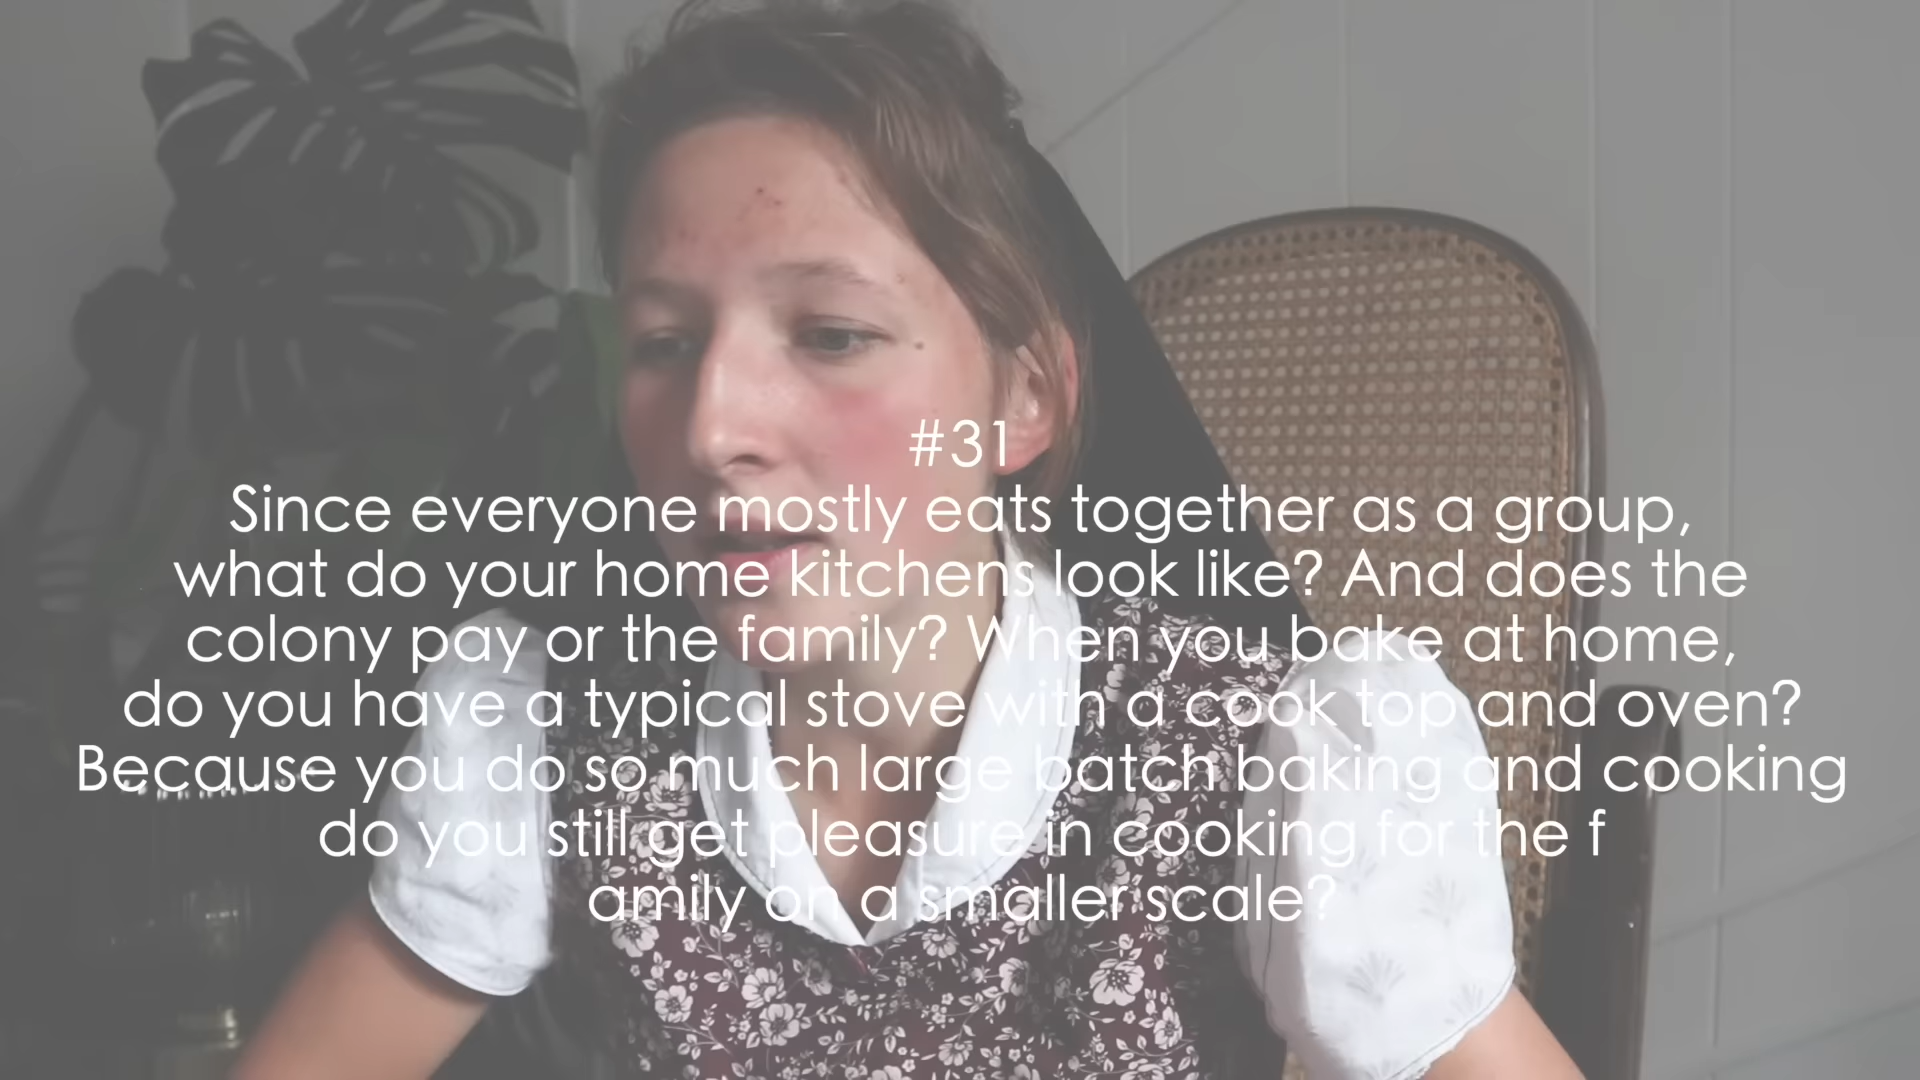 #31
Since everyone mostly eats together as a group,
what do your home kitchens look like? And does the
colony pay or the family? When you bake at home,
do you have a typical stove with a cook top and oven?
Because you do so much large batch baking and cooking
do you still get pleasure in cooking for the f
amily on a smaller scale?